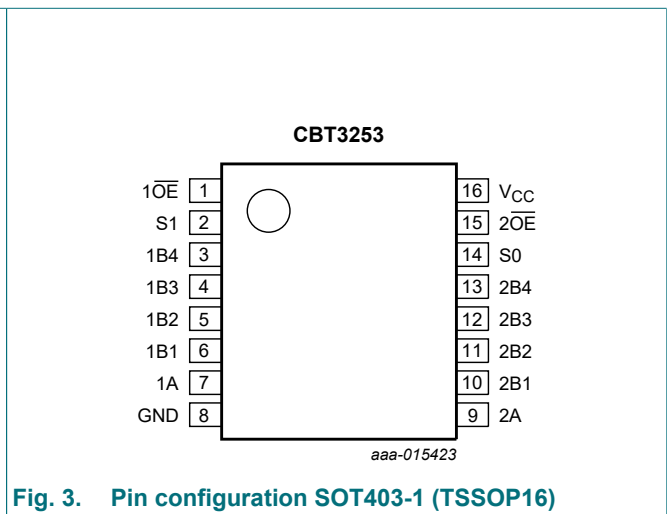 CBT3253
1O̅E̅ 1
S1 2
1B4 3
1B3 4
1B2 5
1B1 6
1A 7
GND 8
16 VCC
15 2O̅E̅
14 S0
13 2B4
12 2B3
11 2B2
10 2B1
9 2A
aaa-015423
Fig. 3. Pin configuration SOT403-1 (TSSOP16)